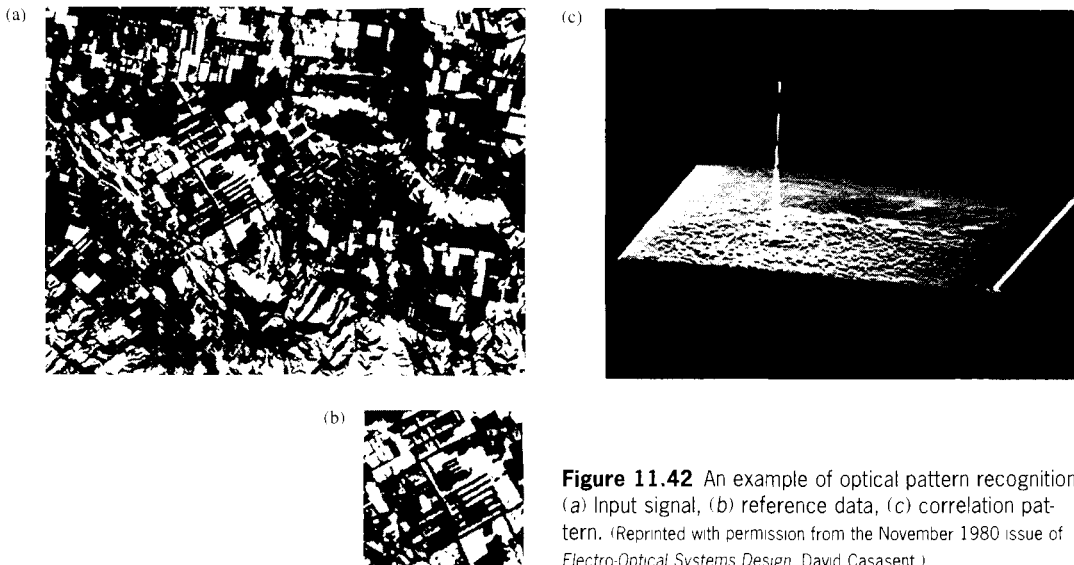 (a)
(c)
(b)
Figure 11.42 An example of optical pattern recognition
(a) Input signal, (b) reference data, (c) correlation pat-
tern. (Reprinted with permission from the November 1980 issue of
Electro-Optical Systems Design. David Casasent.)